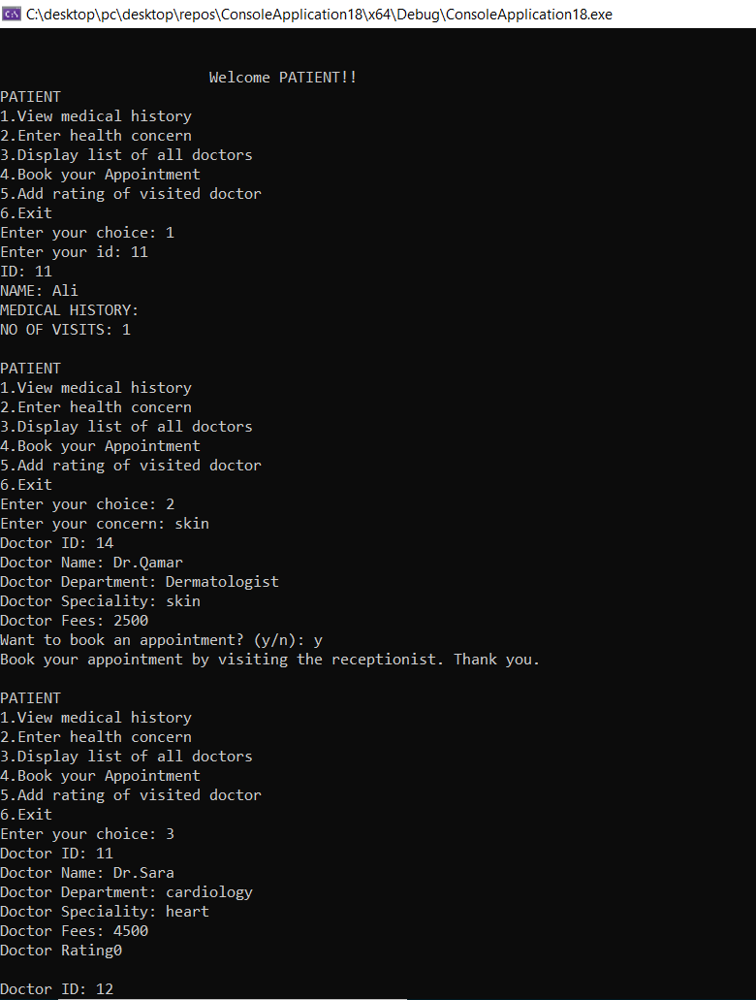 C:\desktop\pc\desktop\repos\ConsoleApplication18\x64\Debug\ConsoleApplication18.exe
Welcome PATIENT!!
PATIENT
1.View medical history
2.Enter health concern
3.Display list of all doctors
4.Book your Appointment
5.Add rating of visited doctor
6.Exit
Enter your choice: 1
Enter your id: 11
ID: 11
NAME: Ali
MEDICAL HISTORY:
NO OF VISITS: 1
PATIENT
1.View medical history
2.Enter health concern
3.Display list of all doctors
4.Book your Appointment
5.Add rating of visited doctor
6.Exit
Enter your choice: 2
Enter your concern: skin
Doctor ID: 14
Doctor Name: Dr.Qamar
Doctor Department: Dermatologist
Doctor Speciality: skin
Doctor Fees: 2500
Want to book an appointment? (y/n): y
Book your appointment by visiting the receptionist. Thank you.
PATIENT
1.View medical history
2.Enter health concern
3.Display list of all doctors
4.Book your Appointment
5.Add rating of visited doctor
6.Exit
Enter your choice: 3
Doctor ID: 11
Doctor Name: Dr.Sara
Doctor Department: cardiology
Doctor Speciality: heart
Doctor Fees: 4500
Doctor Rating0
Doctor ID: 12